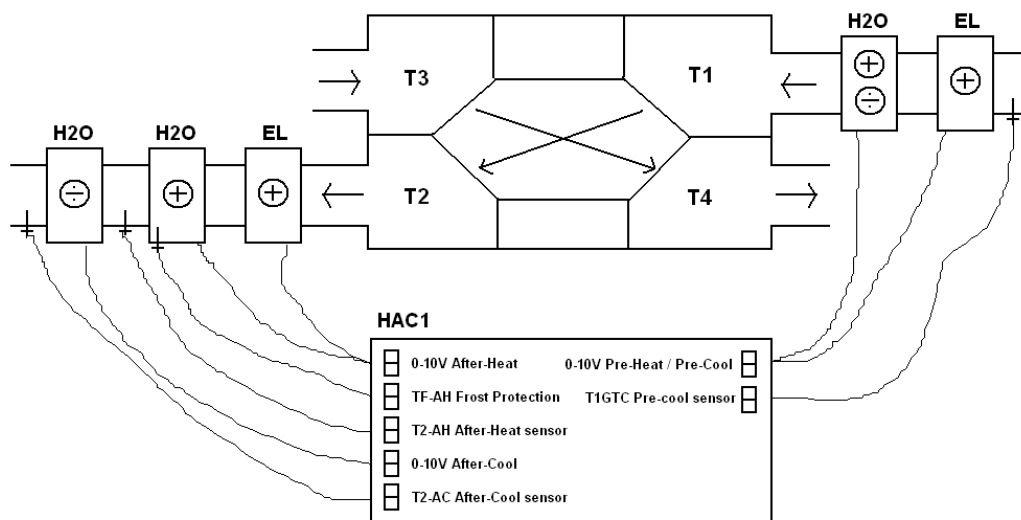 H2O EL
T3 T1
H2O H2O EL
T2 T4
HAC1
0-10V After-Heat 0-10V Pre-Heat / Pre-Cool
TF-AH Frost Protection T1GTC Pre-cool sensor
T2-AH After-Heat sensor
0-10V After-Cool
T2-AC After-Cool sensor